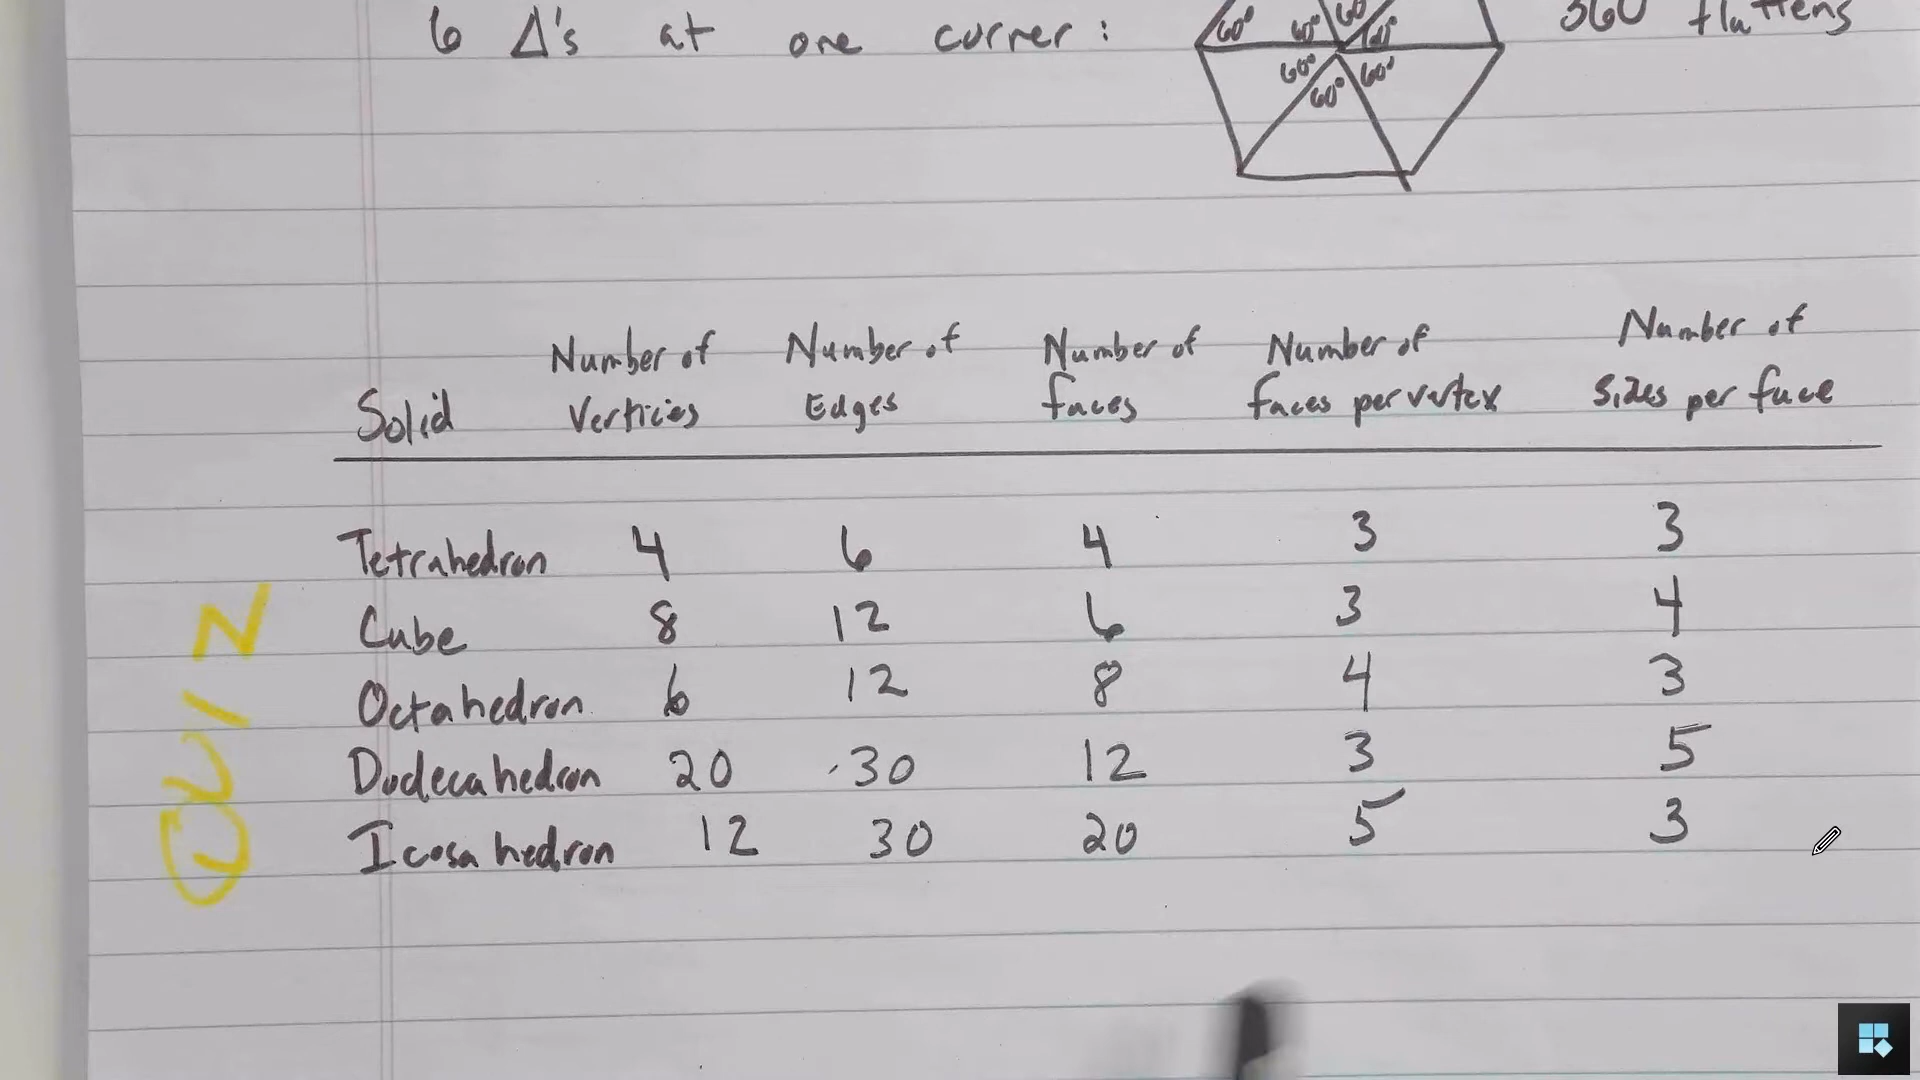 6 Δ's at one corner: 360 flattens
60° 60° 60 60°
60° 60°
60°
Number of Number of Number of Number of Number of
Solid Verticies Edges faces faces per vertex sides per face
Tetrahedron 4 6 4 3 3
Cube 8 12 6 3 4
Octahedron 6 12 8 4 3
Dodecahedron 20 30 12 3 5
Icosahedron 12 30 20 5 3
QUIZ